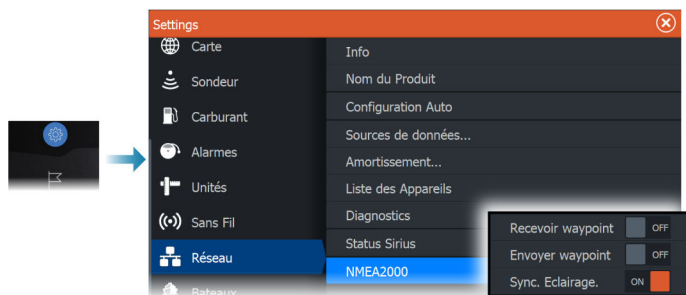 Settings
Carte
Sondeur
Carburant
Alarmes
Unités
Sans Fil
Réseau
Bateaux
Info
Nom du Produit
Configuration Auto
Sources de données...
Amortissement...
Liste des Appareils
Diagnostics
Status Sirius
NMEA2000
Recevoir waypoint OFF
Envoyer waypoint OFF
Sync. Eclairage. ON